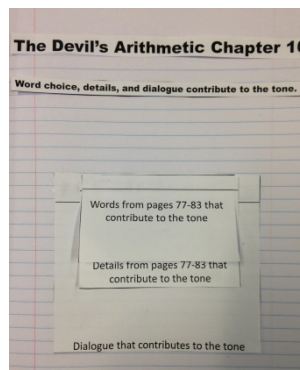 The Devil's Arithmetic Chapter 10
Word choice, details, and dialogue contribute to the tone.
Words from pages 77-83 that
contribute to the tone
Details from pages 77-83 that
contribute to the tone
Dialogue that contributes to the tone